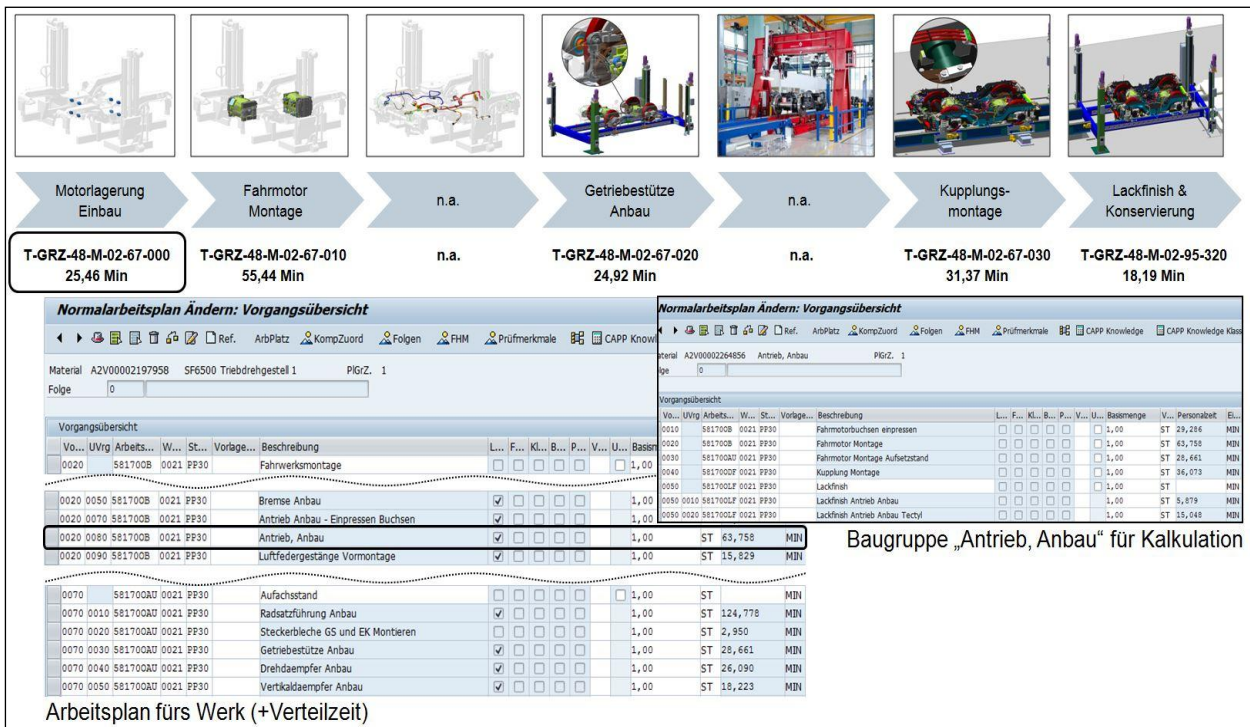 Motorlagerung
Einbau
Fahrmotor
Montage
n.a.
Getriebestütze
Anbau
n.a.
Kupplungs-
montage
Lackfinish &
Konservierung
T-GRZ-48-M-02-67-000
25,46 Min
T-GRZ-48-M-02-67-010
55,44 Min
n.a.
T-GRZ-48-M-02-67-020
24,92 Min
n.a.
T-GRZ-48-M-02-67-030
31,37 Min
T-GRZ-48-M-02-95-320
18,19 Min
Normalarbeitsplan Ändern: Vorgangsübersicht
Ref. ArbPlatz KompZuord Folgen FHM Prüfmerkmale CAPP Knowl
Material A2V00002197958 SF6500 Triebdrehgestell 1 PlGrZ. 1
Folge 0
Vorgangsübersicht
Vo... UVrg Arbeits... W... St... Vorlage... Beschreibung L... F... Kl... B... P... V... U... Basism
0020 581700B 0021 PP30 Fahrwerksmontage 1,00
0020 0050 581700B 0021 PP30 Bremse Anbau 1,00
0020 0070 581700B 0021 PP30 Antrieb Anbau - Einpressen Buchsen 1,00
0020 0080 581700B 0021 PP30 Antrieb, Anbau 1,00 ST 63,758 MIN
0020 0090 581700B 0021 PP30 Luftfedergestänge Vormontage 1,00 ST 15,829 MIN
0070 581700AU 0021 PP30 Aufachsstand 1,00 ST MIN
0070 0010 581700AU 0021 PP30 Radsatzführung Anbau 1,00 ST 124,778 MIN
0070 0020 581700AU 0021 PP30 Steckerbleche GS und EK Montieren 1,00 ST 2,950 MIN
0070 0030 581700AU 0021 PP30 Getriebestütze Anbau 1,00 ST 28,661 MIN
0070 0040 581700AU 0021 PP30 Drehdaempfer Anbau 1,00 ST 26,090 MIN
0070 0050 581700AU 0021 PP30 Vertikaldaempfer Anbau 1,00 ST 18,223 MIN
Arbeitsplan fürs Werk (+Verteilzeit)
Normalarbeitsplan Ändern: Vorgangsübersicht
Ref. ArbPlatz KompZuord Folgen FHM Prüfmerkmale CAPP Knowledge CAPP Knowledge Klass
aterial A2V00002264856 Antrieb, Anbau PlGrZ. 1
lge 0
Vorgangsübersicht
Vo... UVrg Arbeits... W... St... Vorlage... Beschreibung L... F... Kl... B... P... V... U... Basismenge V... Personalzeit Ei...
0010 581700B 0021 PP30 Fahrmotorbuchsen einpressen 1,00 ST 29,286 MIN
0020 581700B 0021 PP30 Fahrmotor Montage 1,00 ST 63,758 MIN
0030 581700AU 0021 PP30 Fahrmotor Montage Aufsetzstand 1,00 ST 28,661 MIN
0040 581700DF 0021 PP30 Kupplung Montage 1,00 ST 36,073 MIN
0050 581700LF 0021 PP30 Lackfinish 1,00 ST MIN
0050 0010 581700LF 0021 PP30 Lackfinish Antrieb Anbau 1,00 ST 5,879 MIN
0050 0020 581700LF 0021 PP30 Lackfinish Antrieb Anbau Tectyl 1,00 ST 15,048 MIN
Baugruppe „Antrieb, Anbau“ für Kalkulation